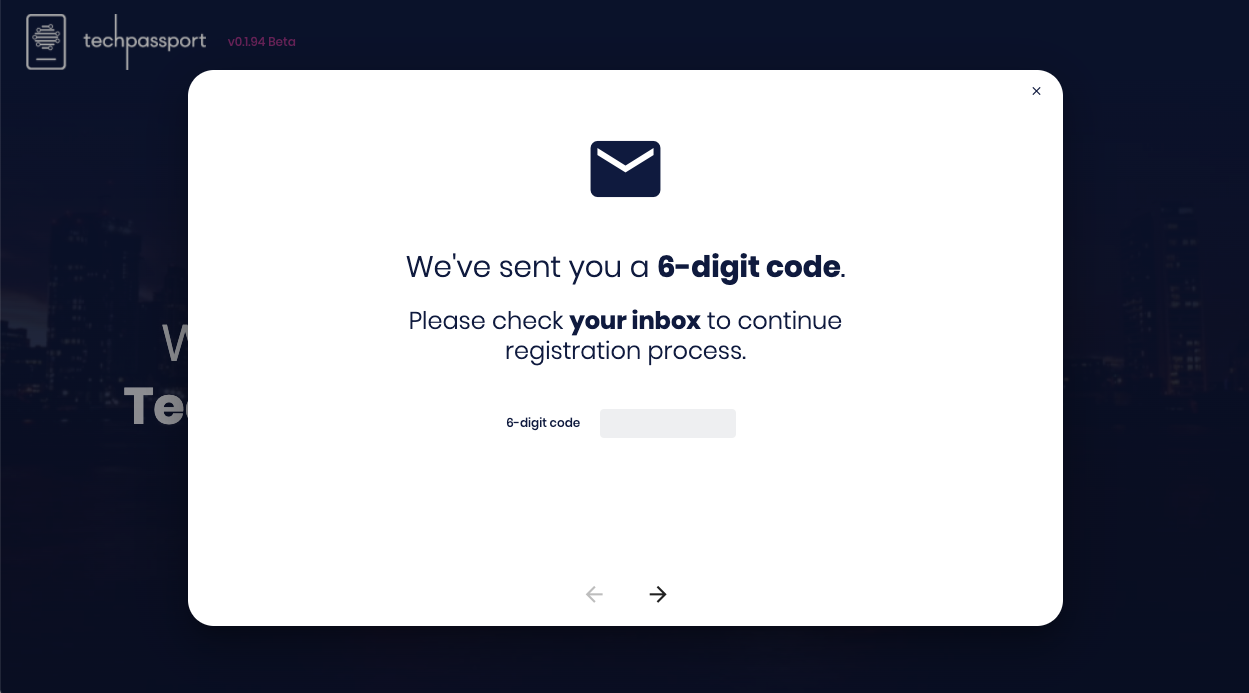 techpassport v0.1.94 Beta
We've sent you a 6-digit code.
Please check your inbox to continue
registration process.
6-digit code